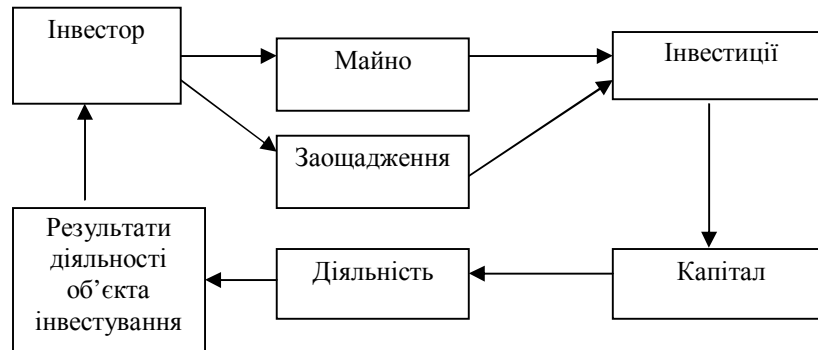 Інвестор
Майно
Інвестиції
Заощадження
Результати
діяльності
об’єкта
інвестування
Діяльність
Капітал